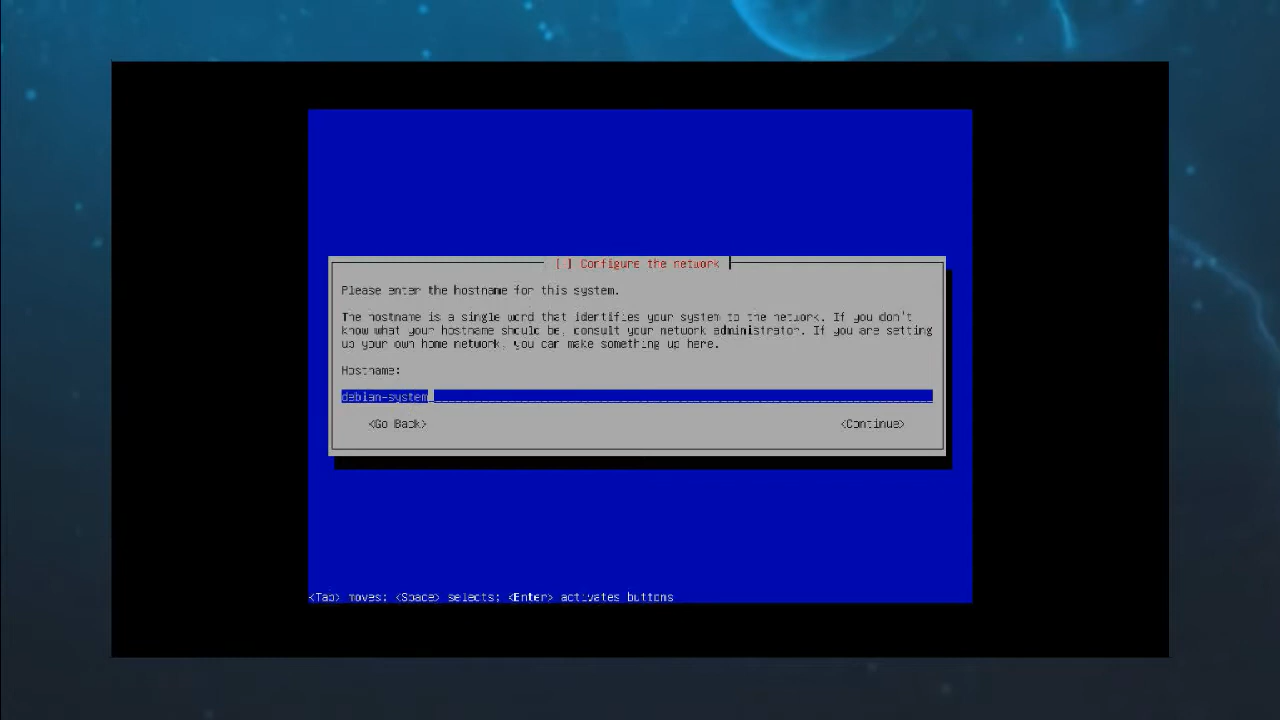 [ ] Configure the network
Please enter the hostname for this system.
The hostname is a single word that identifies your system to the network. If you don't
know what your hostname should be, consult your network administrator. If you are setting
up your own home network, you can make something up here.
Hostname:
debian-system
<Go Back> <Continue>
<Tab> moves; <Space> selects; <Enter> activates buttons